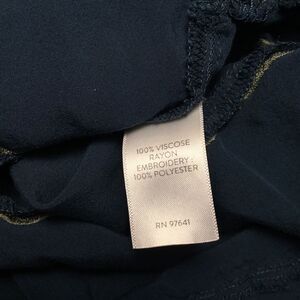 100% VISCOSE
RAYON
EMBROIDERY :
100% POLYESTER
RN 97641